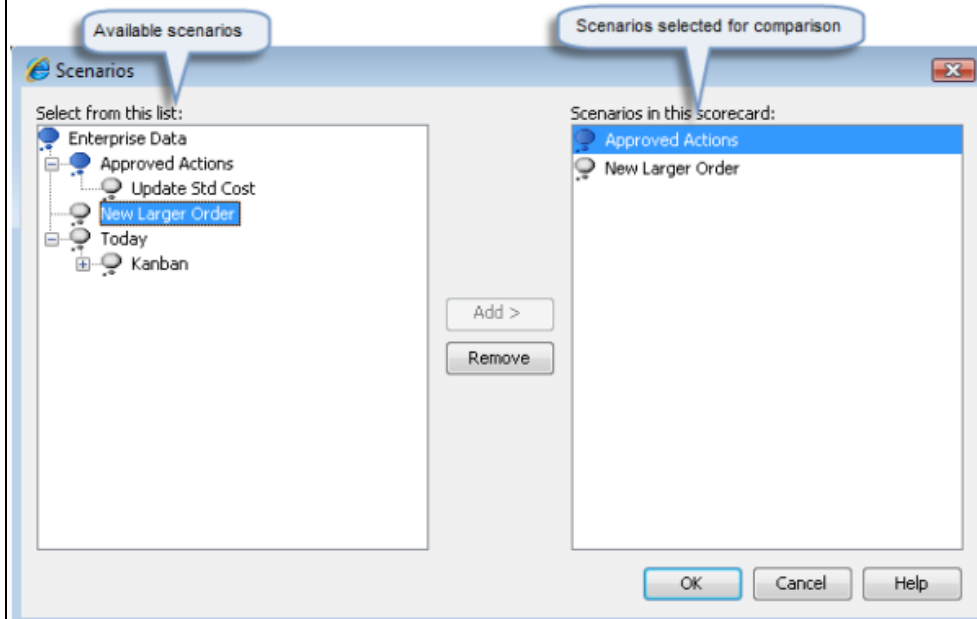 Available scenarios
Scenarios selected for comparison
Scenarios
Select from this list:
Scenarios in this scorecard:
Enterprise Data
Approved Actions
Update Std Cost
New Larger Order
Today
Kanban
Approved Actions
New Larger Order
Add >
Remove
OK
Cancel
Help